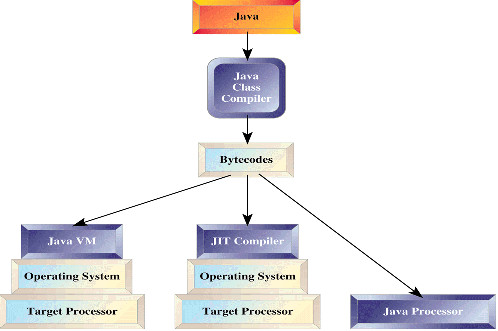 Java
Java
Class
Compiler
Bytecodes
Java VM
JIT Compiler
Operating System
Operating System
Target Processor
Target Processor
Java Processor